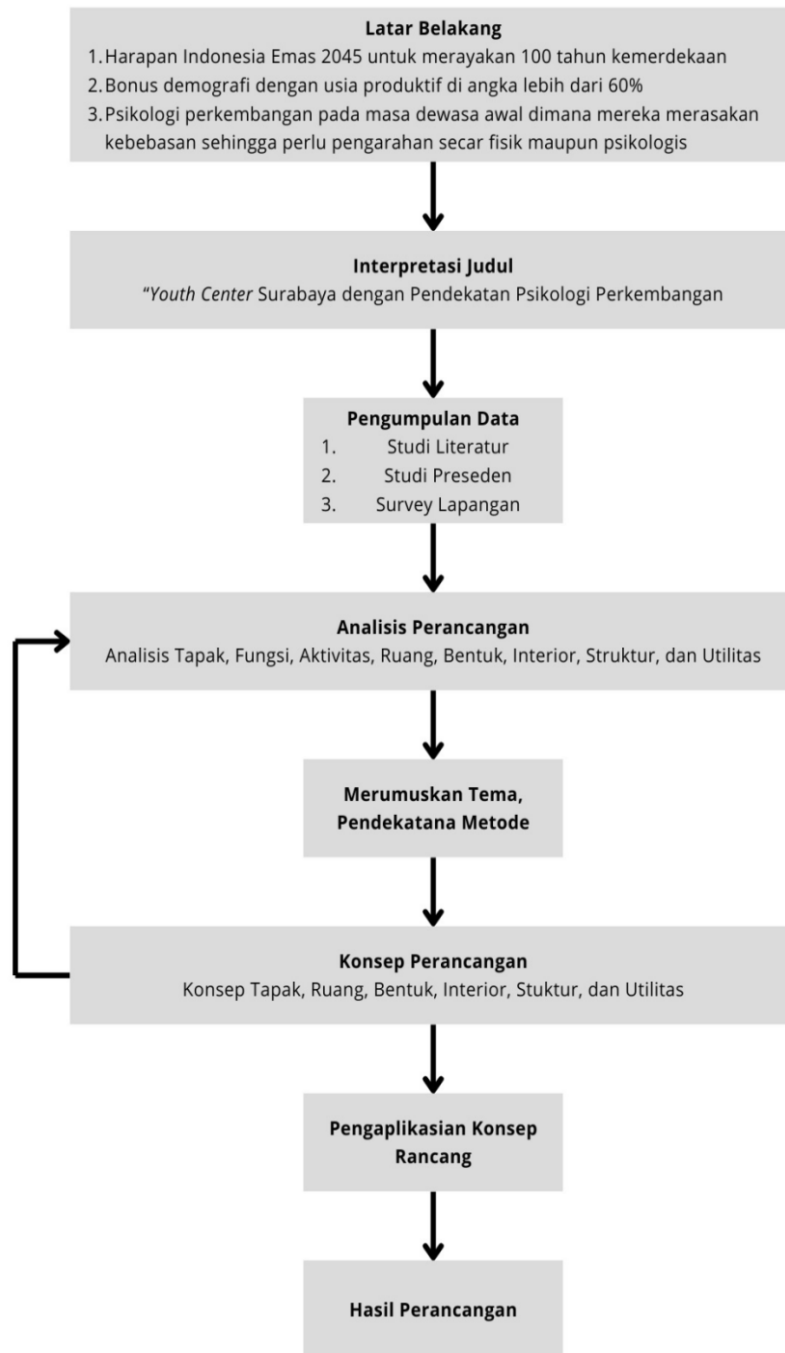 Latar Belakang
1. Harapan Indonesia Emas 2045 untuk merayakan 100 tahun kemerdekaan
2. Bonus demografi dengan usia produktif di angka lebih dari 60%
3. Psikologi perkembangan pada masa dewasa awal dimana mereka merasakan
kebebasan sehingga perlu pengarahan secar fisik maupun psikologis
Interpretasi Judul
“Youth Center Surabaya dengan Pendekatan Psikologi Perkembangan
Pengumpulan Data
1. Studi Literatur
2. Studi Preseden
3. Survey Lapangan
Analisis Perancangan
Analisis Tapak, Fungsi, Aktivitas, Ruang, Bentuk, Interior, Struktur, dan Utilitas
Merumuskan Tema,
Pendekatana Metode
Konsep Perancangan
Konsep Tapak, Ruang, Bentuk, Interior, Stuktur, dan Utilitas
Pengaplikasian Konsep
Rancang
Hasil Perancangan